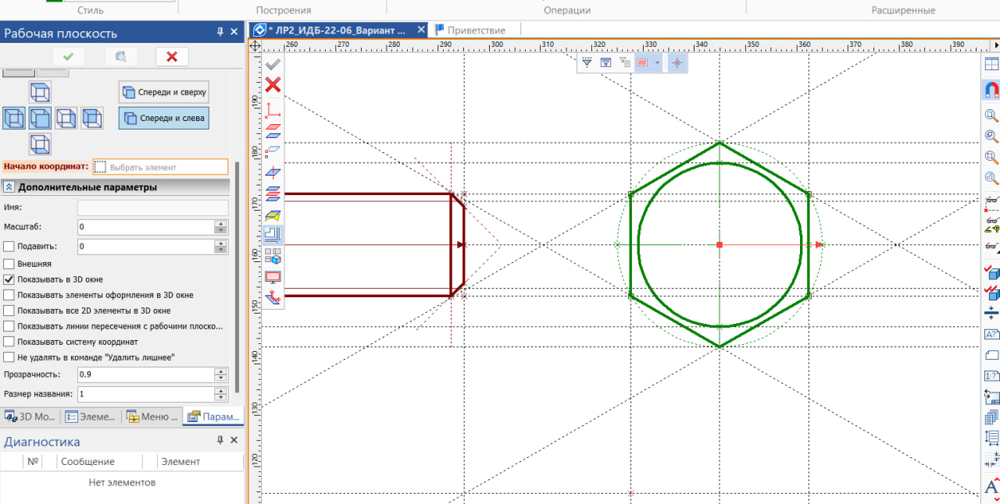 Стиль
Построения
Операции
Расширенные
Рабочая плоскость
* ЛР2_ИДБ-22-06_Вариант ...
Приветствие
260 270 280 290 300 310 320 330 340 350 360 370 380 390
Спереди и сверху
Спереди и слева
Начало координат:
Выбрать элемент
Дополнительные параметры
Имя:
Масштаб: 0
Подавить: 0
Внешняя
Показывать в 3D окне
Показывать элементы оформления в 3D окне
Показывать все 2D элементы в 3D окне
Показывать линии пересечения с рабочими плоско...
Показывать систему координат
Не удалять в команде "Удалить лишнее"
Прозрачность: 0.9
Размер названия: 1
3D Мо...
Элеме...
Меню ...
Парам...
Диагностика
№ Сообщение Элемент
Нет элементов
190
180
170
160
150
140
130
120
A?
1:?
A